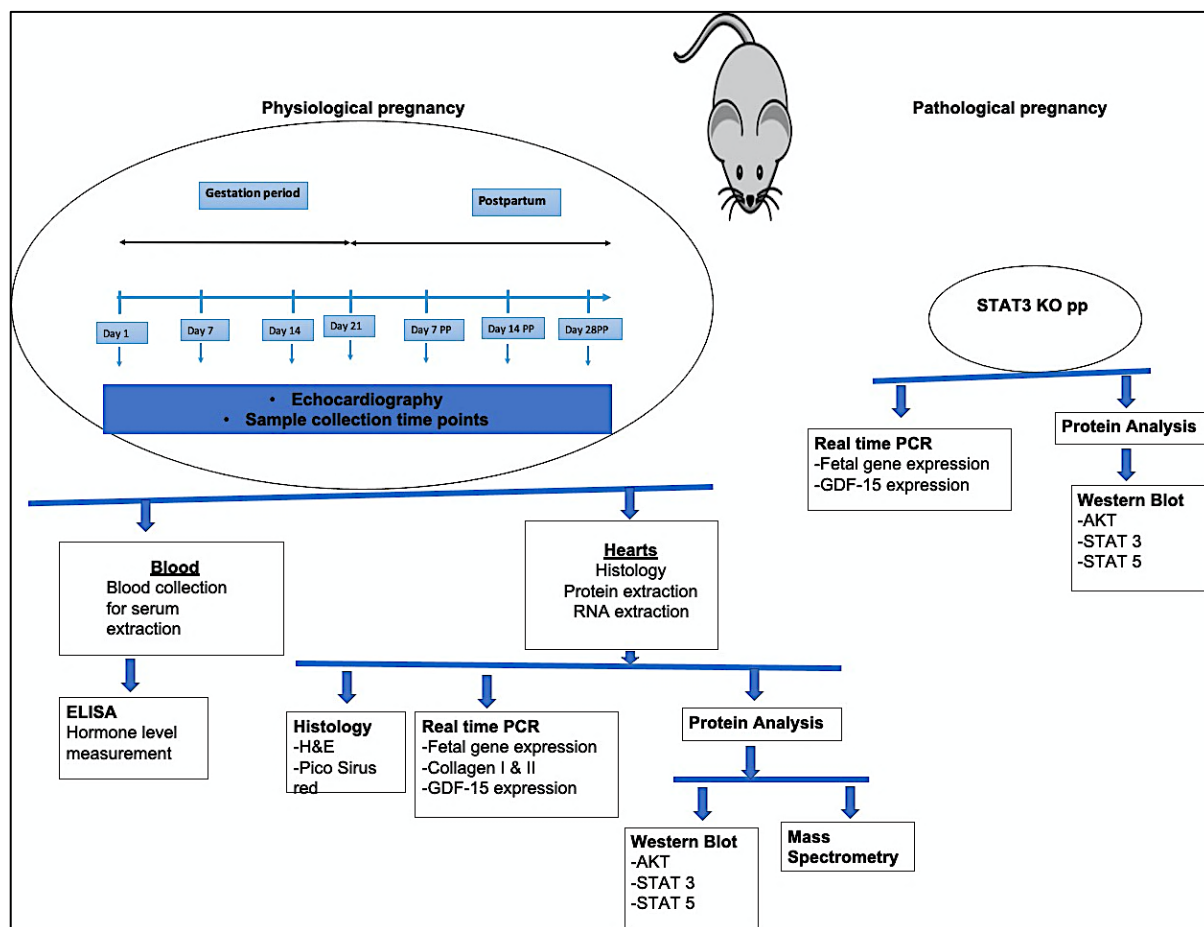 Physiological pregnancy
Pathological pregnancy
Gestation period
Postpartum
Day 1
Day 7
Day 14
Day 21
Day 7 PP
Day 14 PP
Day 28PP
• Echocardiography
• Sample collection time points
STAT3 KO pp
Real time PCR
-Fetal gene expression
-GDF-15 expression
Protein Analysis
Western Blot
-AKT
-STAT 3
-STAT 5
Blood
Blood collection
for serum
extraction
Hearts
Histology
Protein extraction
RNA extraction
ELISA
Hormone level
measurement
Histology
-H&E
-Pico Sirus
red
Real time PCR
-Fetal gene expression
-Collagen I & II
-GDF-15 expression
Protein Analysis
Western Blot
-AKT
-STAT 3
-STAT 5
Mass
Spectrometry